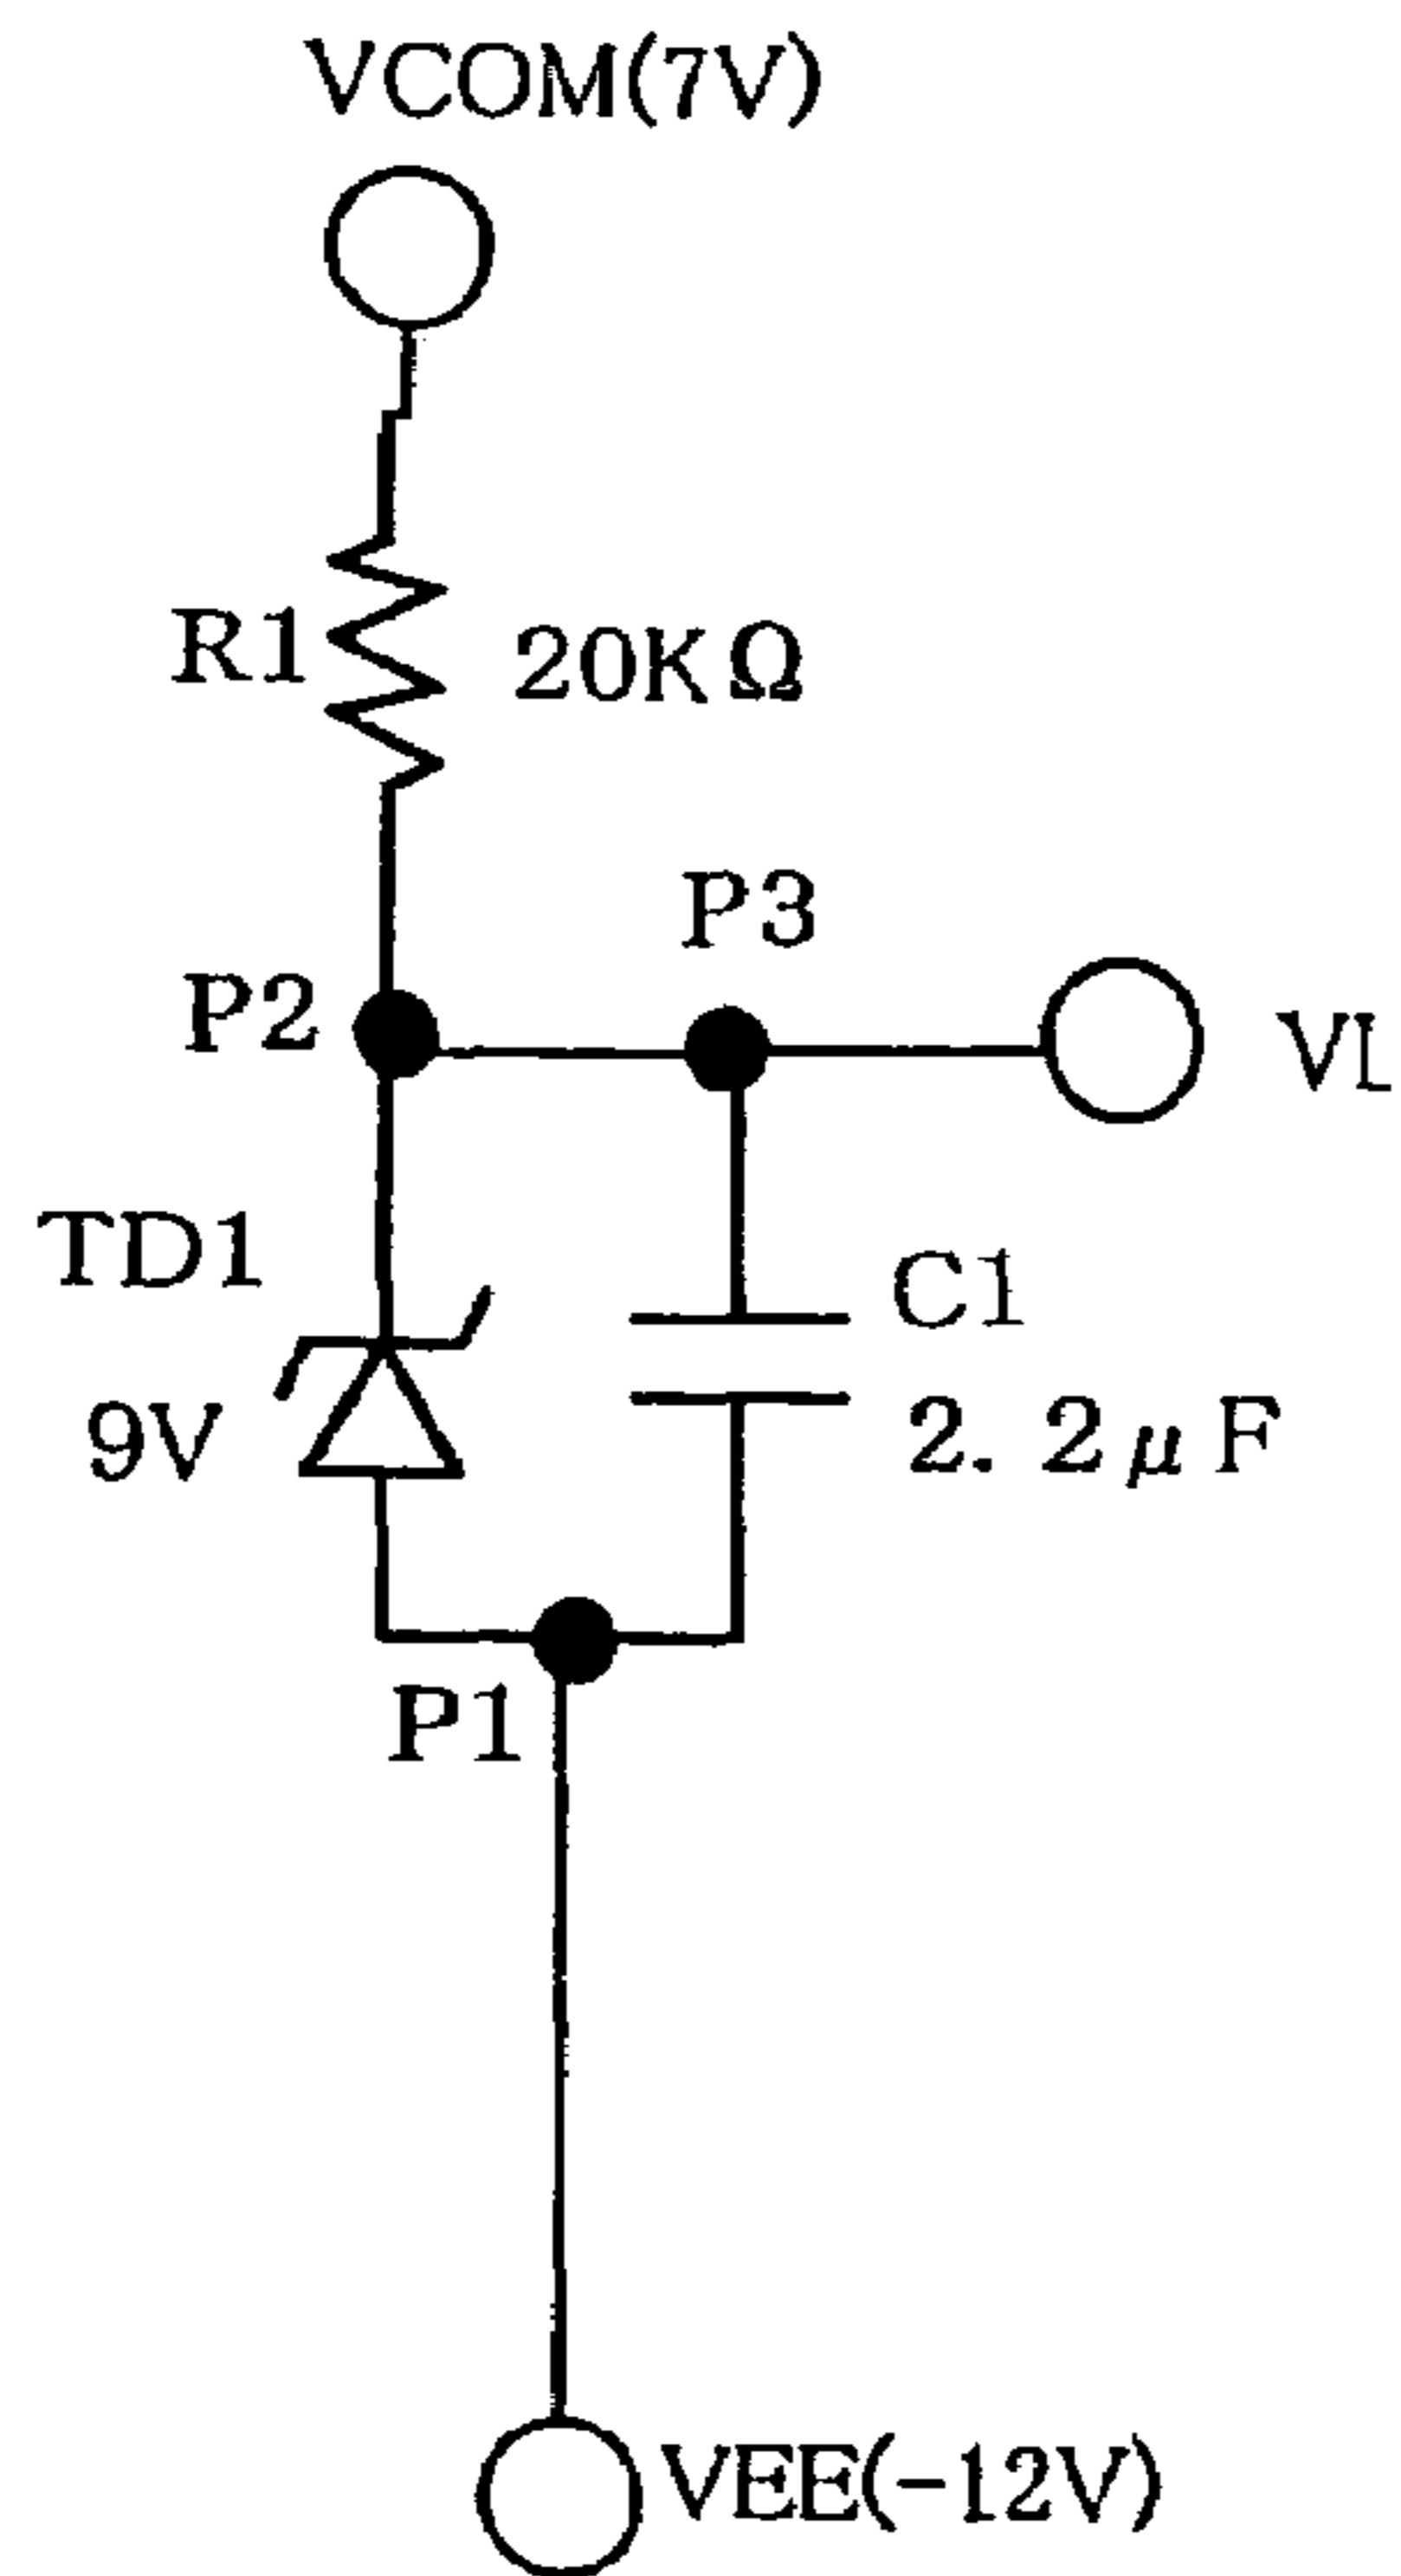 VCOM(7V)
R1
20KΩ
P3
P2
VL
TD1
C1
9V
2.2μF
P1
VEE(-12V)